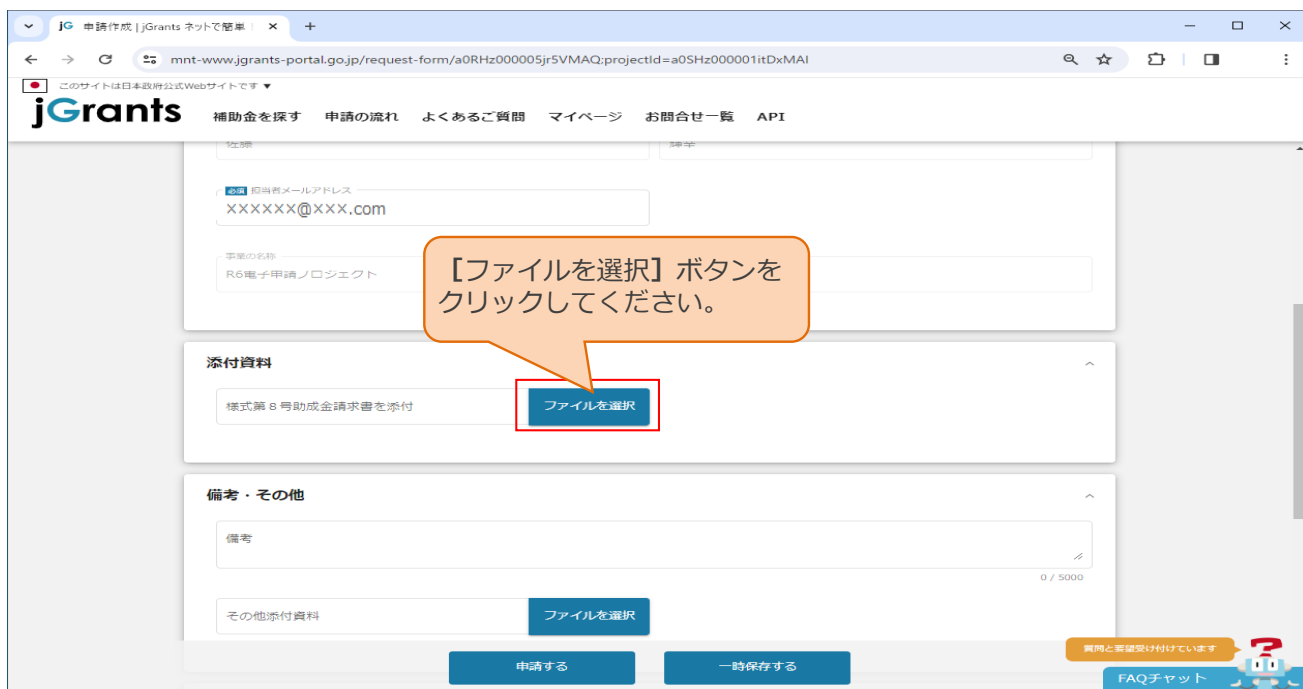 jG 申請作成 | jGrants ネットで簡単！
mnt-www.jgrants-portal.go.jp/request-form/a0RHz000005jr5VMAQ;projectId=a0SHz000001itDxMAI
このサイトは日本政府公式Webサイトです ▼
jGrants 補助金を探す 申請の流れ よくあるご質問 マイページ お問合せ一覧 API
佐藤
必須 担当者メールアドレス
××××××@×××.com
事業の名称
R6電子申請プロジェクト
【ファイルを選択】ボタンを
クリックしてください。
添付資料
様式第８号助成金請求書を添付 ファイルを選択
備考・その他
備考
0 / 5000
その他添付資料 ファイルを選択
申請する 一時保存する
質問と要望受け付けています
FAQチャット